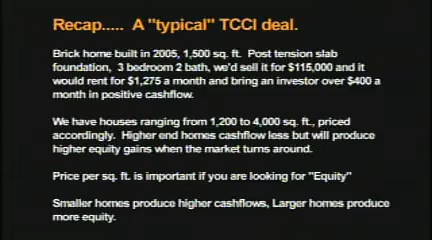 Recap..... A "typical" TCCI deal.
Brick home built in 2005, 1,500 sq. ft. Post tension slab
foundation, 3 bedroom 2 bath, we'd sell it for $115,000 and it
would rent for $1,275 a month and bring an investor over $400 a
month in positive cashflow.
We have houses ranging from 1,200 to 4,000 sq. ft., priced
accordingly. Higher end homes cashflow less but will produce
higher equity gains when the market turns around.
Price per sq. ft. is important if you are looking for "Equity"
Smaller homes produce higher cashflows, Larger homes produce
more equity.